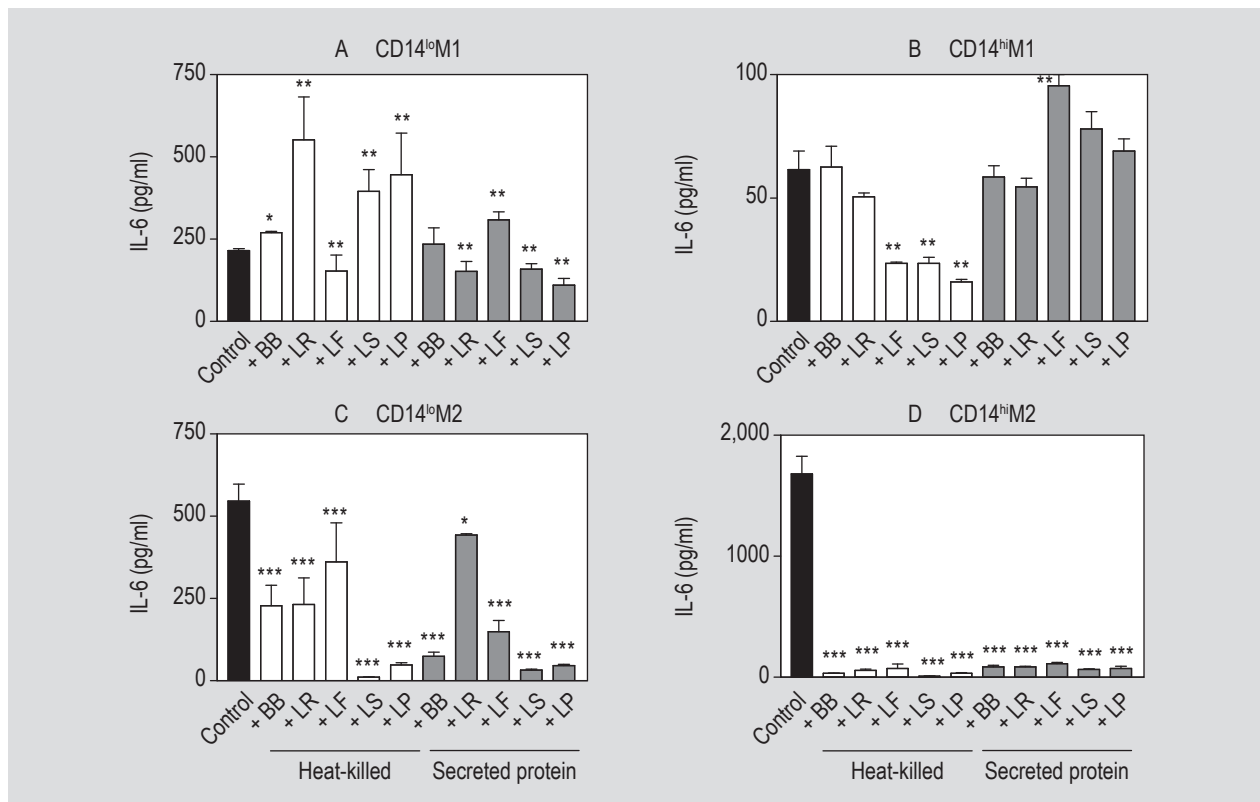 A CD14loM1
750
500
250
0
IL-6 (pg/ml)
* ** ** ** ** ** ** ** **
Control + BB + LR + LF + LS + LP + BB + LR + LF + LS + LP
B CD14hiM1
100
50
0
IL-6 (pg/ml)
** ** ** **
Control + BB + LR + LF + LS + LP + BB + LR + LF + LS + LP
C CD14loM2
750
500
250
0
IL-6 (pg/ml)
*** *** *** *** *** *** * *** *** ***
Control + BB + LR + LF + LS + LP + BB + LR + LF + LS + LP
Heat-killed Secreted protein
D CD14hiM2
2,000
1000
0
IL-6 (pg/ml)
*** *** *** *** *** *** *** *** *** ***
Control + BB + LR + LF + LS + LP + BB + LR + LF + LS + LP
Heat-killed Secreted protein